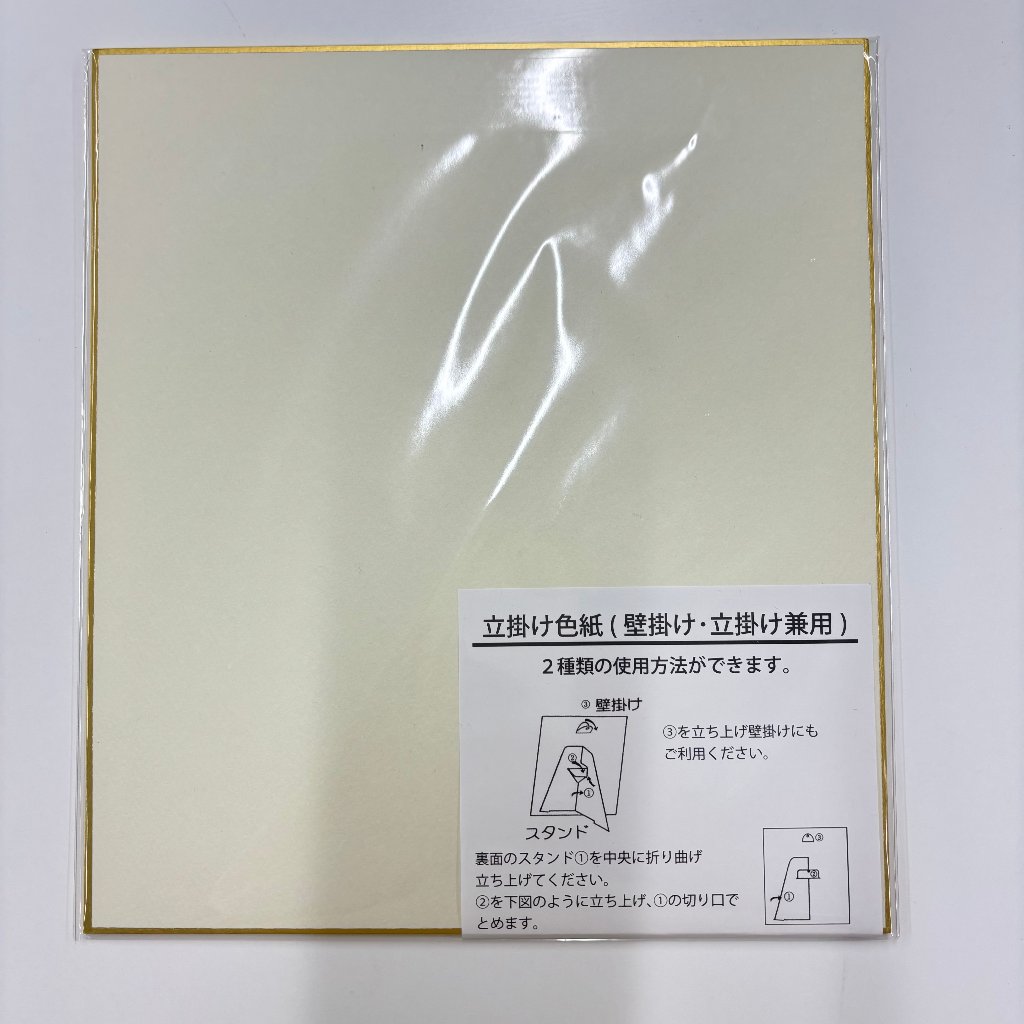 立掛け色紙(壁掛け・立掛け兼用)
2種類の使用方法ができます。
③ 壁掛け
③を立ち上げ壁掛けにも
ご利用ください。
②
①
スタンド
裏面のスタンド①を中央に折り曲げ
立ち上げてください。
②を下図のように立ち上げ、①の切り口で
とめます。
③
②
①